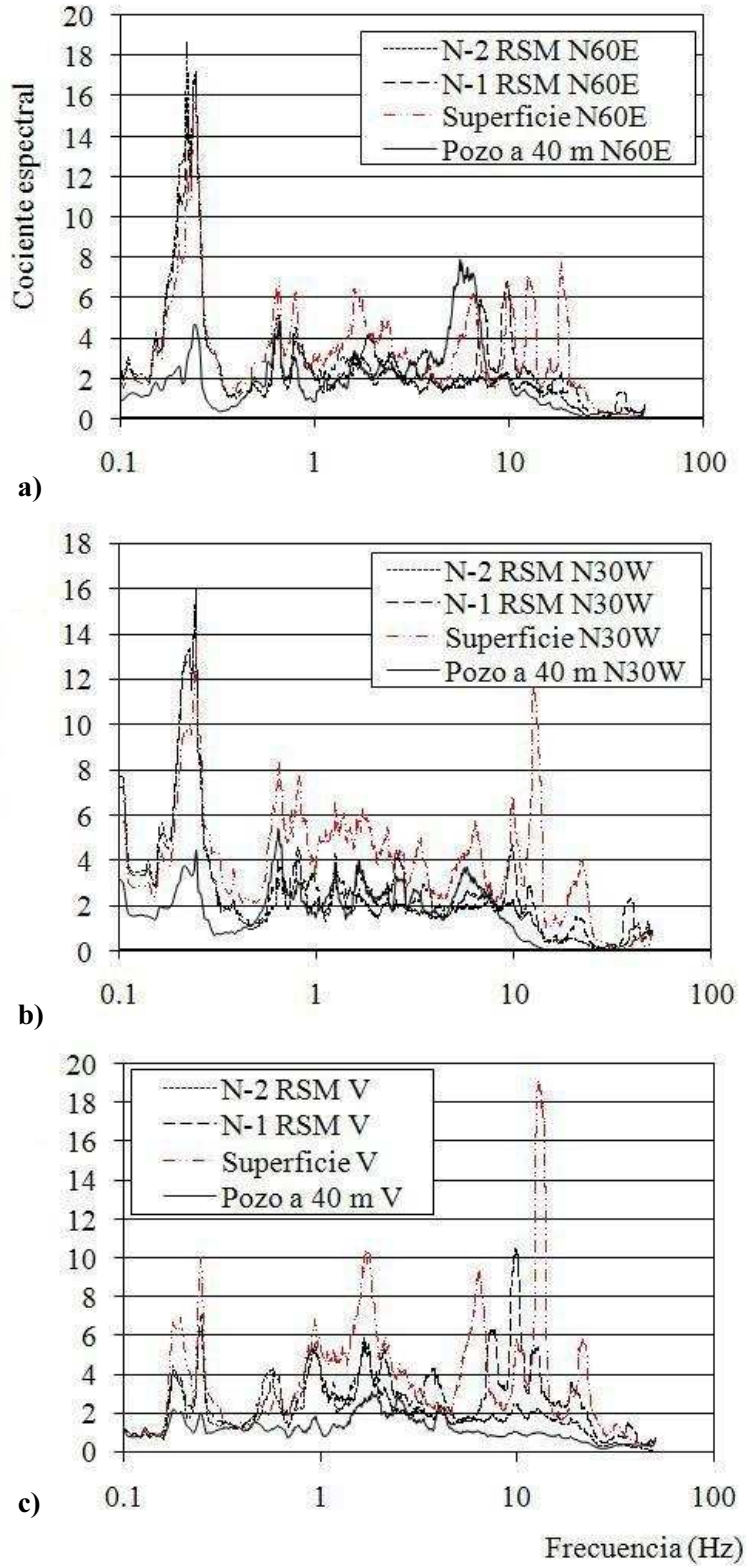 20
18
16
14
12
10
8
6
4
2
0
Cociente espectral
N-2 RSM N60E
N-1 RSM N60E
Superficie N60E
Pozo a 40 m N60E
0.1 1 10 100
a)
18
16
14
12
10
8
6
4
2
0
N-2 RSM N30W
N-1 RSM N30W
Superficie N30W
Pozo a 40 m N30W
0.1 1 10 100
b)
20
18
16
14
12
10
8
6
4
2
0
N-2 RSM V
N-1 RSM V
Superficie V
Pozo a 40 m V
0.1 1 10 100
c)
Frecuencia (Hz)